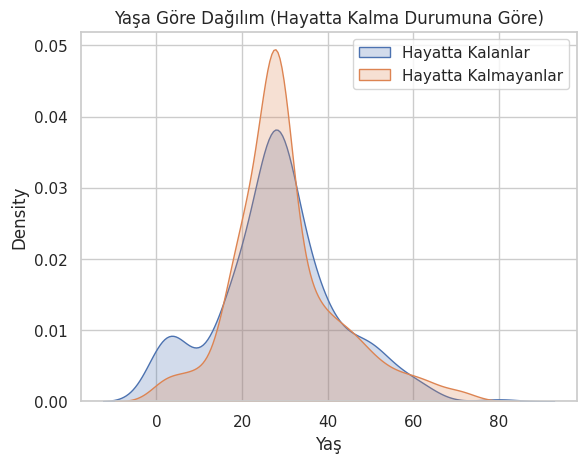 Yaşa Göre Dağılım (Hayatta Kalma Durumuna Göre)
Hayatta Kalanlar
Hayatta Kalmayanlar
Density
0.05
0.04
0.03
0.02
0.01
0.00
0 20 40 60 80
Yaş